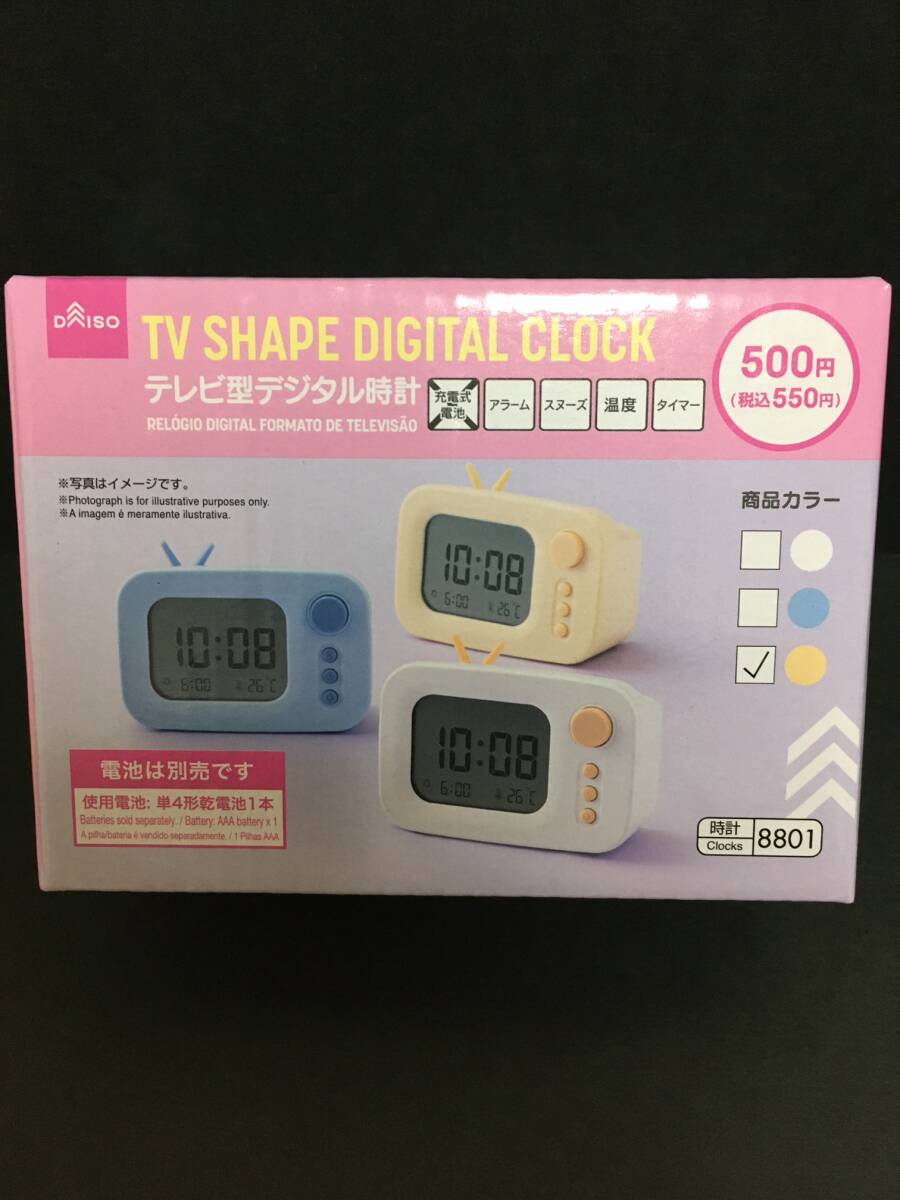 DAISO
TV SHAPE DIGITAL CLOCK
テレビ型デジタル時計
RELÓGIO DIGITAL FORMATO DE TELEVISÃO
充電式
電池
アラーム
スヌーズ
温度
タイマー
500円
(税込550円)
※写真はイメージです。
※Photograph is for illustrative purposes only.
※A imagem é meramente ilustrativa.
商品カラー
10:08
6:00 26℃
10:08
6:00 26℃
10:08
6:00 26℃
電池は別売です
使用電池: 単4形乾電池1本
Batteries sold separately. / Battery: AAA battery x 1
A pilha/bateria é vendido separadamente. / 1 Pilhas AAA
時計
Clocks
8801